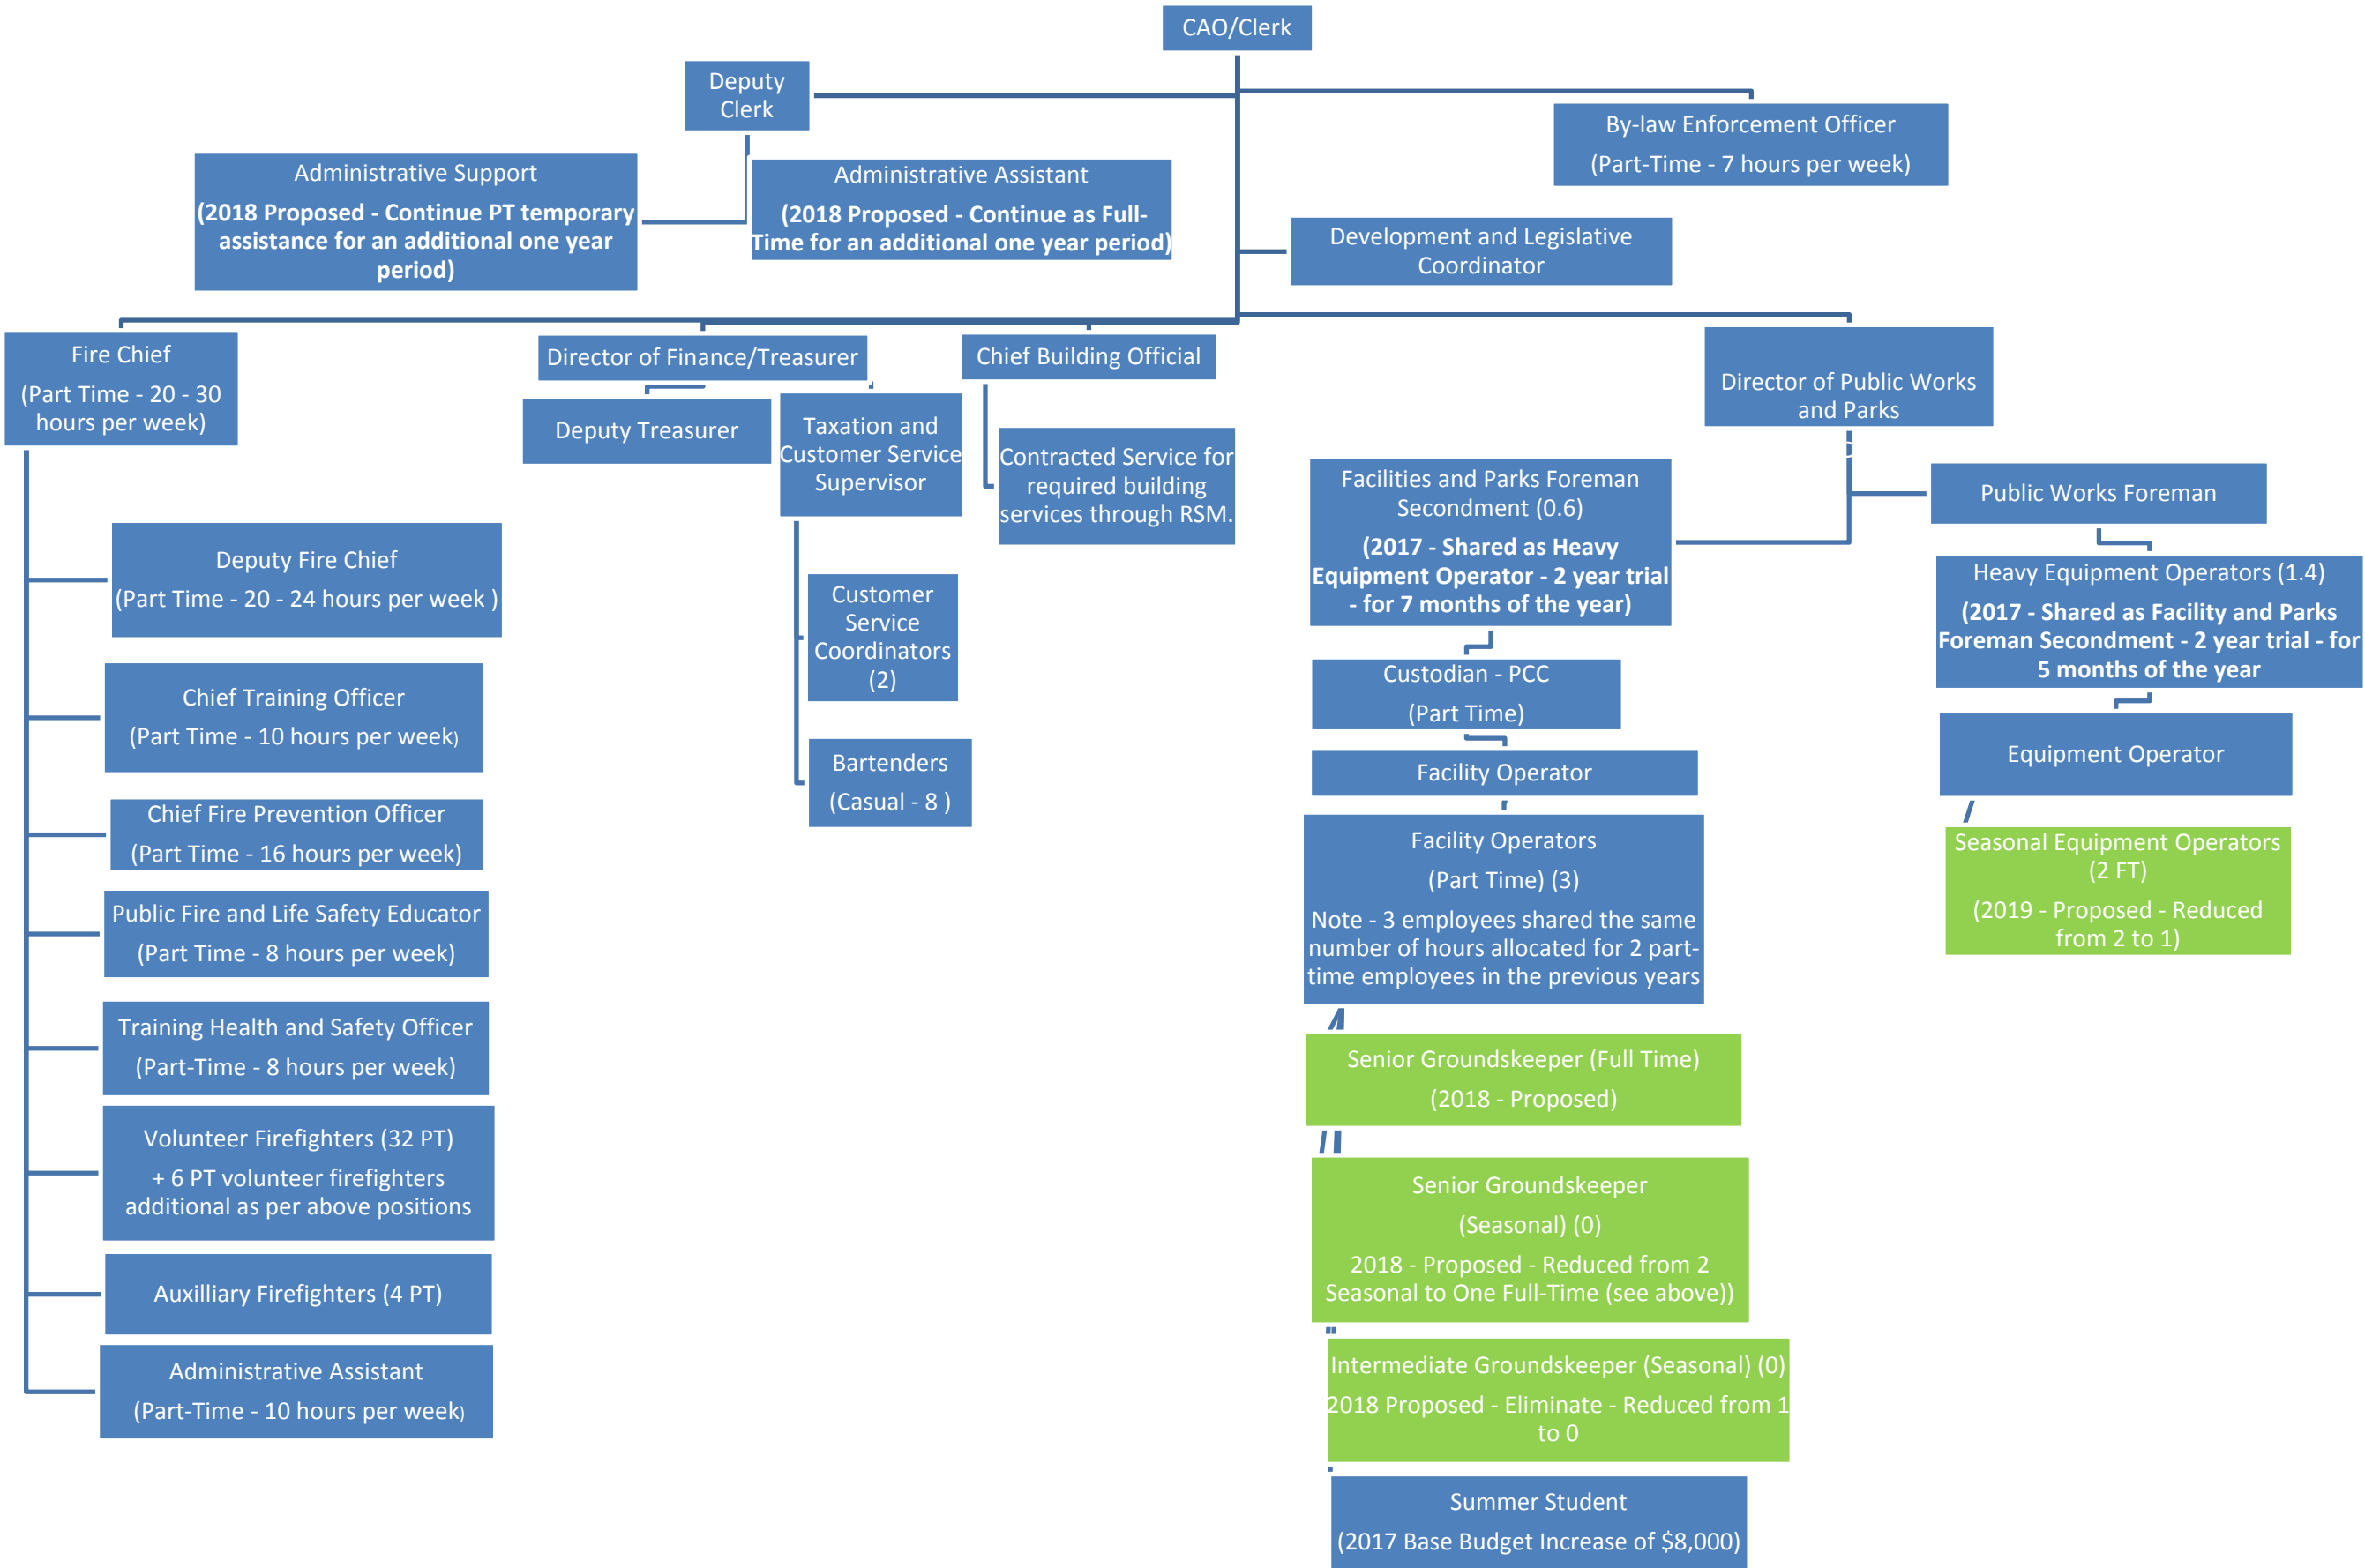 CAO/Clerk
Deputy
Clerk
By-law Enforcement Officer
(Part-Time - 7 hours per week)
Administrative Support
(2018 Proposed - Continue PT temporary
assistance for an additional one year
period)
Administrative Assistant
(2018 Proposed - Continue as Full-
Time for an additional one year period)
Development and Legislative
Coordinator
Fire Chief
(Part Time - 20 - 30
hours per week)
Director of Finance/Treasurer
Chief Building Official
Director of Public Works
and Parks
Deputy Treasurer
Taxation and
Customer Service
Supervisor
Contracted Service for
required building
services through RSM.
Facilities and Parks Foreman
Secondment (0.6)
(2017 - Shared as Heavy
Equipment Operator - 2 year trial
- for 7 months of the year)
Public Works Foreman
Deputy Fire Chief
(Part Time - 20 - 24 hours per week )
Customer
Service
Coordinators
(2)
Heavy Equipment Operators (1.4)
(2017 - Shared as Facility and Parks
Foreman Secondment - 2 year trial - for
5 months of the year
Custodian - PCC
(Part Time)
Chief Training Officer
(Part Time - 10 hours per week)
Bartenders
(Casual - 8 )
Facility Operator
Equipment Operator
Chief Fire Prevention Officer
(Part Time - 16 hours per week)
Facility Operators
(Part Time) (3)
Note - 3 employees shared the same
number of hours allocated for 2 part-
time employees in the previous years
Seasonal Equipment Operators
(2 FT)
(2019 - Proposed - Reduced
from 2 to 1)
Public Fire and Life Safety Educator
(Part Time - 8 hours per week)
Training Health and Safety Officer
(Part-Time - 8 hours per week)
Senior Groundskeeper (Full Time)
(2018 - Proposed)
Volunteer Firefighters (32 PT)
+ 6 PT volunteer firefighters
additional as per above positions
Senior Groundskeeper
(Seasonal) (0)
2018 - Proposed - Reduced from 2
Seasonal to One Full-Time (see above))
Auxilliary Firefighters (4 PT)
Intermediate Groundskeeper (Seasonal) (0)
2018 Proposed - Eliminate - Reduced from 1
to 0
Administrative Assistant
(Part-Time - 10 hours per week)
Summer Student
(2017 Base Budget Increase of $8,000)